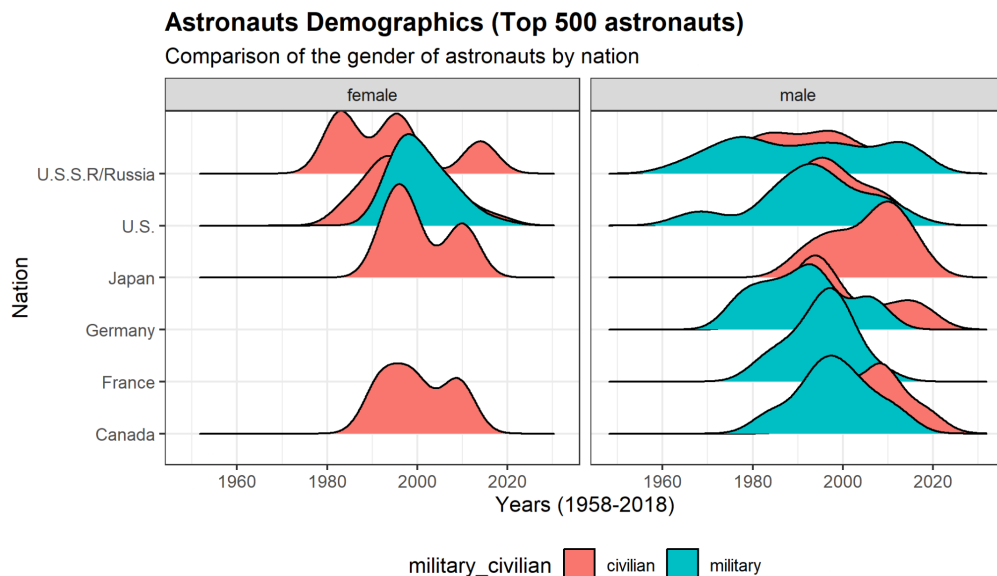 Astronauts Demographics (Top 500 astronauts)
Comparison of the gender of astronauts by nation
female
male
Nation
U.S.S.R/Russia
U.S.
Japan
Germany
France
Canada
1960 1980 2000 2020
1960 1980 2000 2020
Years (1958-2018)
military_civilian civilian military